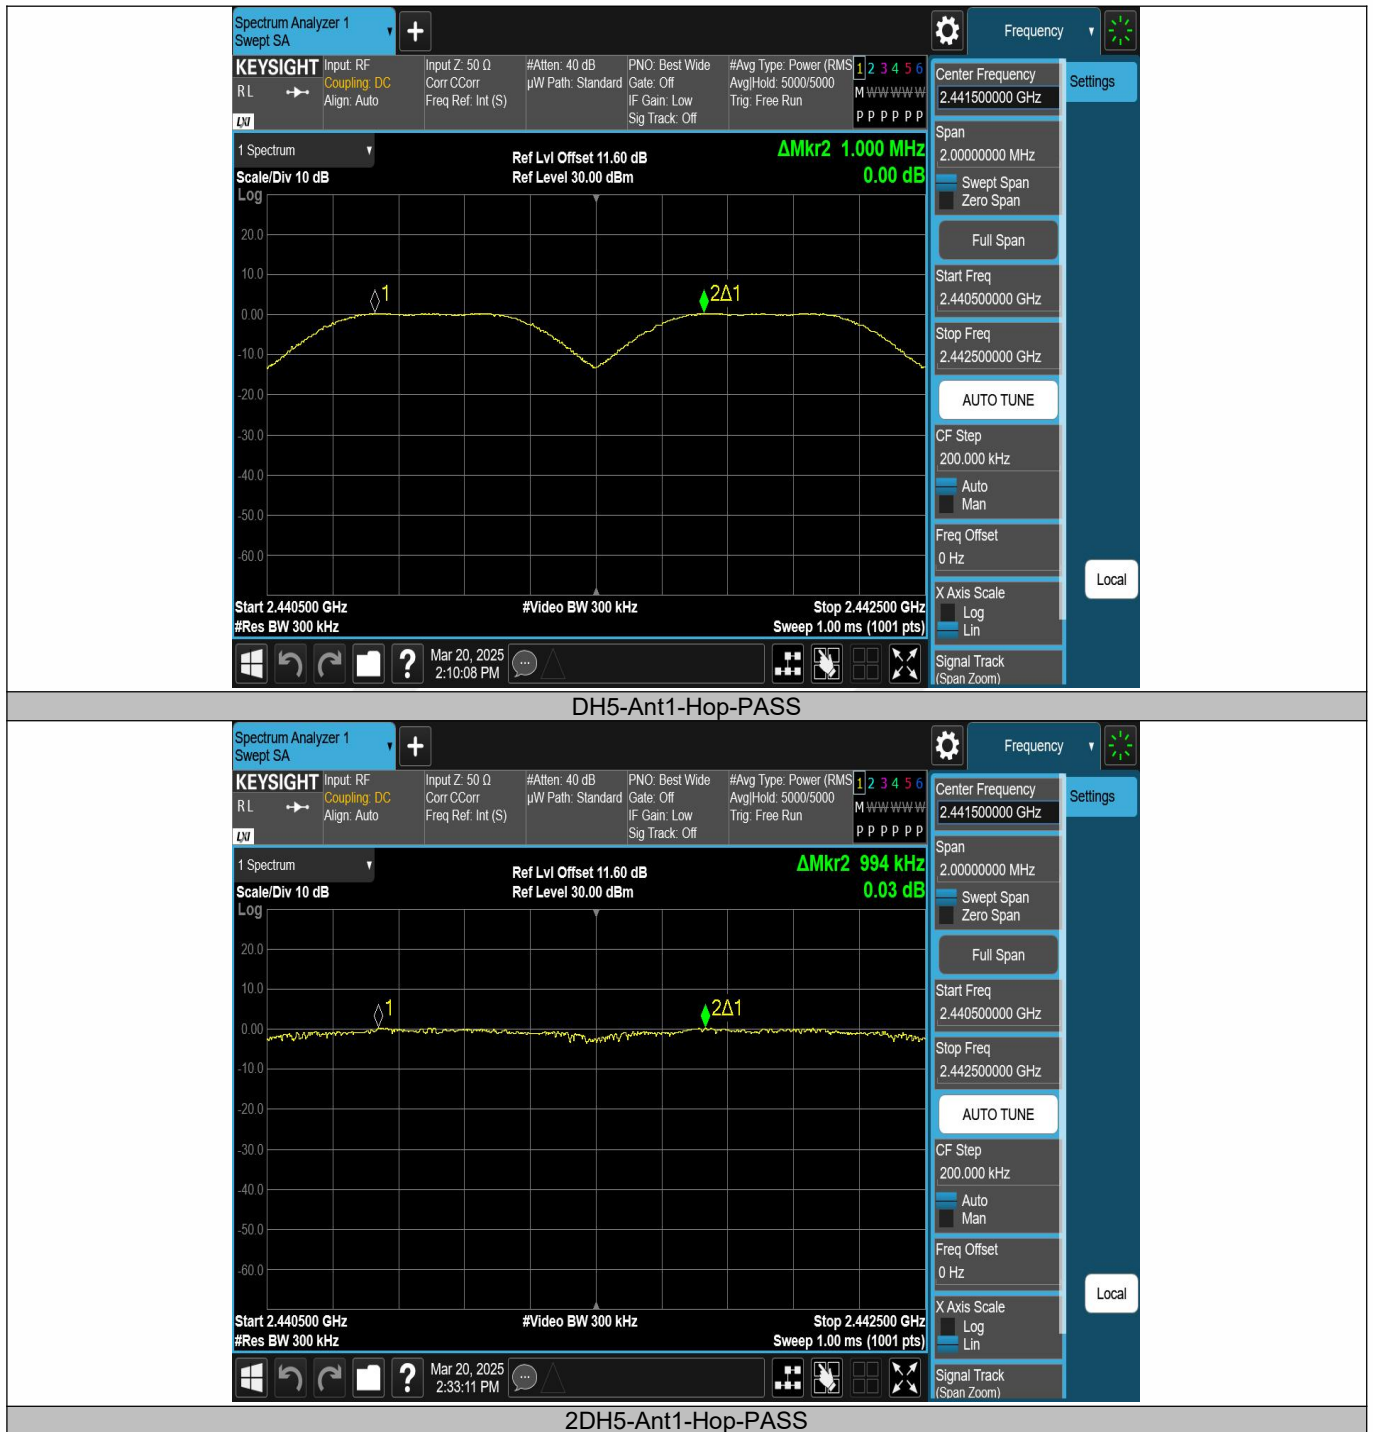 Spectrum Analyzer 1
Swept SA
+
Frequency
KEYSIGHT
RL
LXI
Input: RF
Coupling: DC
Align: Auto
Input Z: 50 Ω
Corr CCorr
Freq Ref: Int (S)
#Atten: 40 dB
µW Path: Standard
PNO: Best Wide
Gate: Off
IF Gain: Low
Sig Track: Off
#Avg Type: Power (RMS
Avg|Hold: 5000/5000
Trig: Free Run
1 2 3 4 5 6
M W W W W W
P P P P P P
Center Frequency
2.441500000 GHz
Settings
Span
2.00000000 MHz
Swept Span
Zero Span
Full Span
Start Freq
2.440500000 GHz
Stop Freq
2.442500000 GHz
AUTO TUNE
CF Step
200.000 kHz
Auto
Man
Freq Offset
0 Hz
X Axis Scale
Log
Lin
Signal Track
(Span Zoom)
Local
1 Spectrum
Scale/Div 10 dB
Log
Ref Lvl Offset 11.60 dB
Ref Level 30.00 dBm
ΔMkr2 1.000 MHz
0.00 dB
20.0
10.0
0.00
-10.0
-20.0
-30.0
-40.0
-50.0
-60.0
1
2Δ1
Start 2.440500 GHz
#Res BW 300 kHz
#Video BW 300 kHz
Stop 2.442500 GHz
Sweep 1.00 ms (1001 pts)
?
Mar 20, 2025
2:10:08 PM
DH5-Ant1-Hop-PASS
Spectrum Analyzer 1
Swept SA
+
Frequency
KEYSIGHT
RL
LXI
Input: RF
Coupling: DC
Align: Auto
Input Z: 50 Ω
Corr CCorr
Freq Ref: Int (S)
#Atten: 40 dB
µW Path: Standard
PNO: Best Wide
Gate: Off
IF Gain: Low
Sig Track: Off
#Avg Type: Power (RMS
Avg|Hold: 5000/5000
Trig: Free Run
1 2 3 4 5 6
M W W W W W
P P P P P P
Center Frequency
2.441500000 GHz
Settings
Span
2.00000000 MHz
Swept Span
Zero Span
Full Span
Start Freq
2.440500000 GHz
Stop Freq
2.442500000 GHz
AUTO TUNE
CF Step
200.000 kHz
Auto
Man
Freq Offset
0 Hz
X Axis Scale
Log
Lin
Signal Track
(Span Zoom)
Local
1 Spectrum
Scale/Div 10 dB
Log
Ref Lvl Offset 11.60 dB
Ref Level 30.00 dBm
ΔMkr2 994 kHz
0.03 dB
20.0
10.0
0.00
-10.0
-20.0
-30.0
-40.0
-50.0
-60.0
1
2Δ1
Start 2.440500 GHz
#Res BW 300 kHz
#Video BW 300 kHz
Stop 2.442500 GHz
Sweep 1.00 ms (1001 pts)
?
Mar 20, 2025
2:33:11 PM
2DH5-Ant1-Hop-PASS